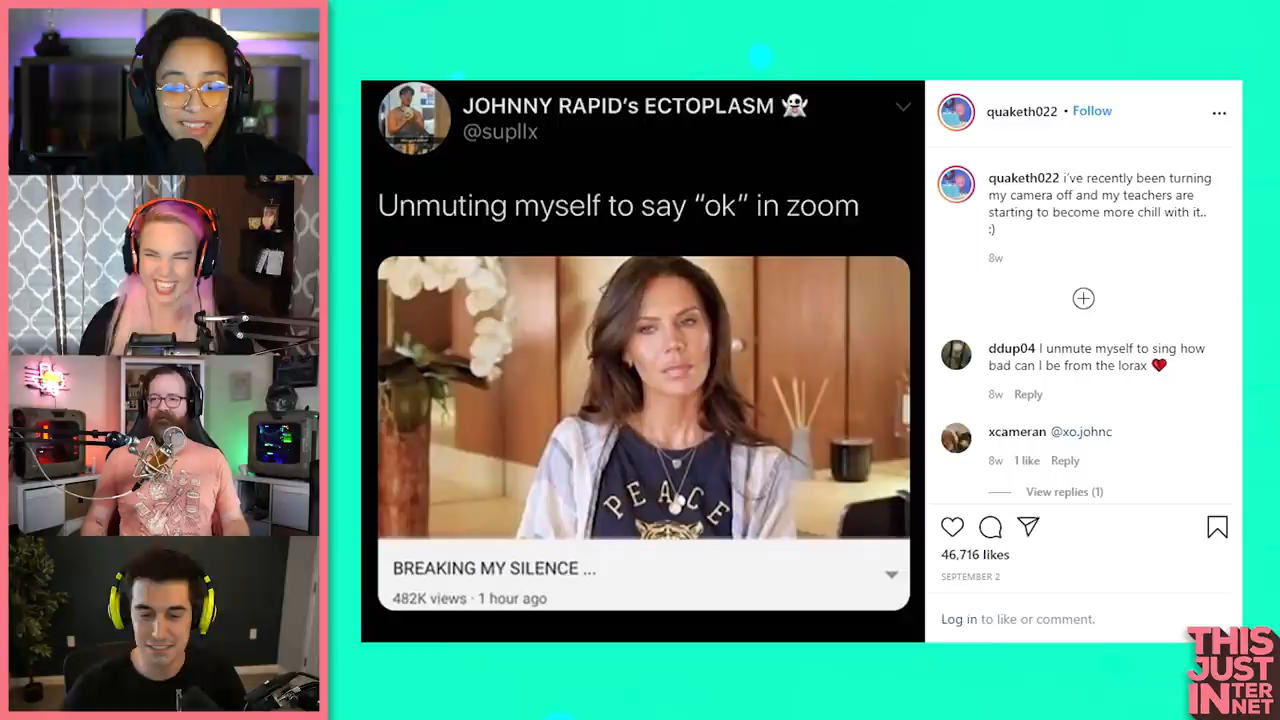 JOHNNY RAPID's ECTOPLASM 👻
@supllx
Unmuting myself to say “ok” in zoom
PEACE
BREAKING MY SILENCE ...
482K views · 1 hour ago
quaketh022 • Follow
quaketh022 i've recently been turning
my camera off and my teachers are
starting to become more chill with it..
:)
8w
ddup04 I unmute myself to sing how
bad can I be from the lorax ❤️
8w Reply
xcameran @xo.johnc
8w 1 like Reply
View replies (1)
46,716 likes
SEPTEMBER 2
Log in to like or comment.
THIS
JUST
INTER
NET